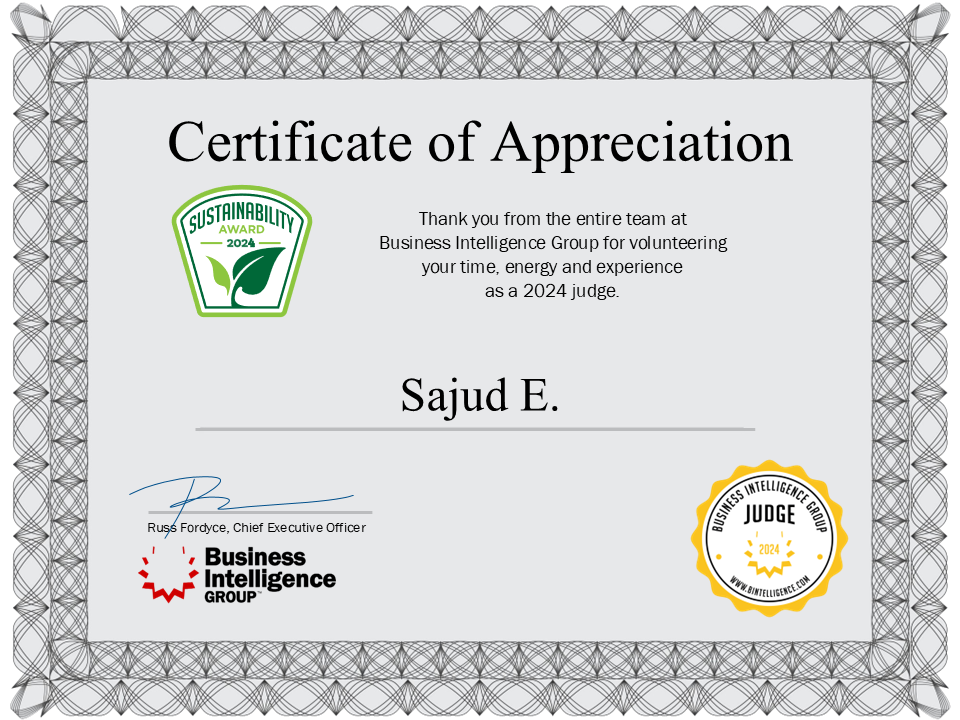 Certificate of Appreciation
SUSTAINABILITY
AWARD
2024
Thank you from the entire team at
Business Intelligence Group for volunteering
your time, energy and experience
as a 2024 judge.
Sajud E.
Russ Fordyce, Chief Executive Officer
Business
Intelligence
GROUP™
BUSINESS INTELLIGENCE GROUP
JUDGE
2024
WWW.BINTELLIGENCE.COM